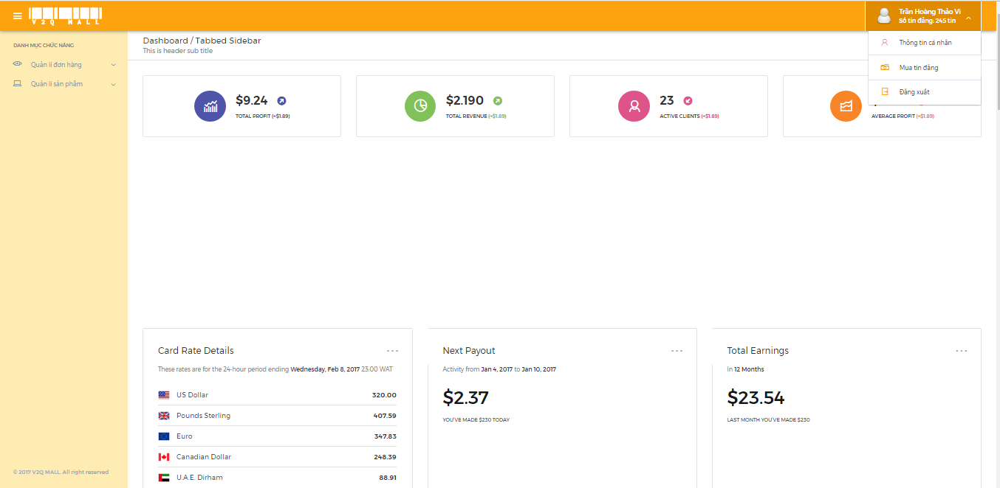 V2Q MALL
Trần Hoàng Thảo Vi
Số tin đăng: 245 tin
DANH MỤC CHỨC NĂNG
Quản lí đơn hàng
Quản lí sản phẩm
Dashboard / Tabbed Sidebar
This is header sub title
Thông tin cá nhân
Mua tin đăng
Đăng xuất
$9.24
TOTAL PROFIT (+$1.89)
$2.190
TOTAL REVENUE (+$1.89)
23
ACTIVE CLIENTS (+$1.89)
AVERAGE PROFIT (+$1.89)
Card Rate Details
These rates are for the 24-hour period ending Wednesday, Feb 8, 2017 23:00 WAT
US Dollar 320.00
Pounds Sterling 407.59
Euro 347.83
Canadian Dollar 248.39
U.A.E. Dirham 88.91
Next Payout
Activity from Jan 4, 2017 to Jan 10, 2017
$2.37
YOU'VE MADE $230 TODAY
Total Earnings
In 12 Months
$23.54
LAST MONTH YOU'VE MADE $230
© 2017 V2Q MALL. All right reserved